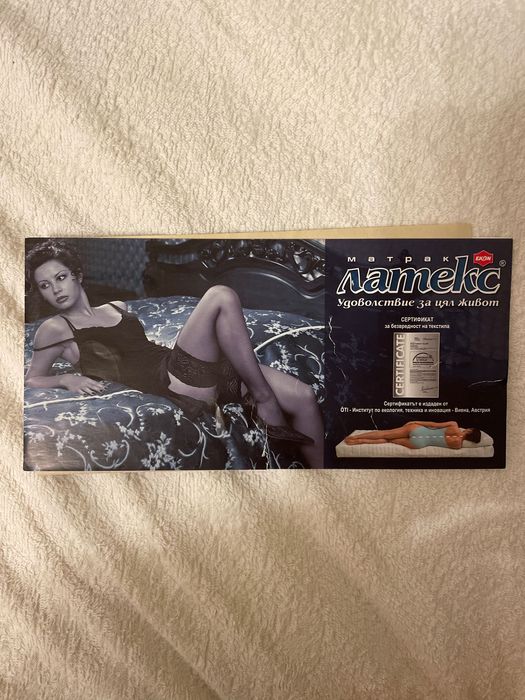 матрак
EKON
Латекс®
Удоволствие за цял живот
СЕРТИФИКАТ
за безвредност на текстила
CERTIFICATE
Сертификатът е издаден от
ÖTI - Институт по екология, техника и иновация - Виена, Австрия